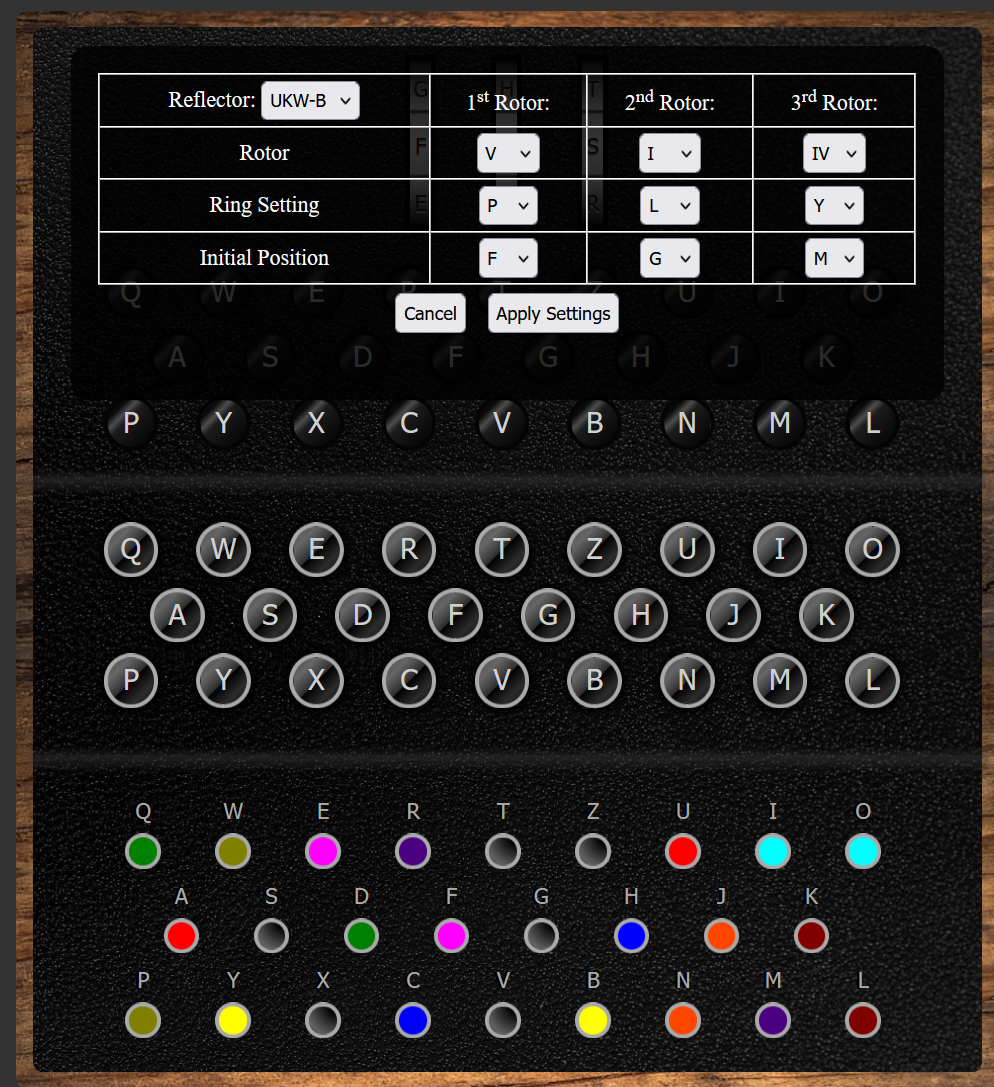 Reflector: UKW-B 1st Rotor: 2nd Rotor: 3rd Rotor:
Rotor V I IV
Ring Setting P L Y
Initial Position F G M
Cancel Apply Settings
G H T
F S
E R
Q W E R T Z U I O
A S D F G H J K
P Y X C V B N M L
Q W E R T Z U I O
A S D F G H J K
P Y X C V B N M L
Q W E R T Z U I O
A S D F G H J K
P Y X C V B N M L